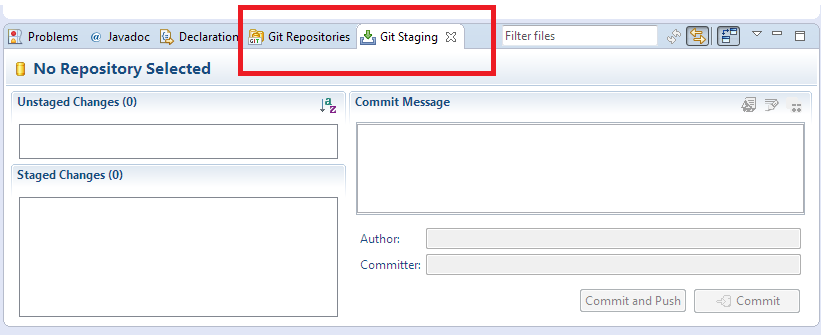 Problems @ Javadoc Declaration GIT Git Repositories Git Staging Filter files
No Repository Selected
Unstaged Changes (0) a z
Commit Message
Staged Changes (0)
Author:
Committer:
Commit and Push Commit